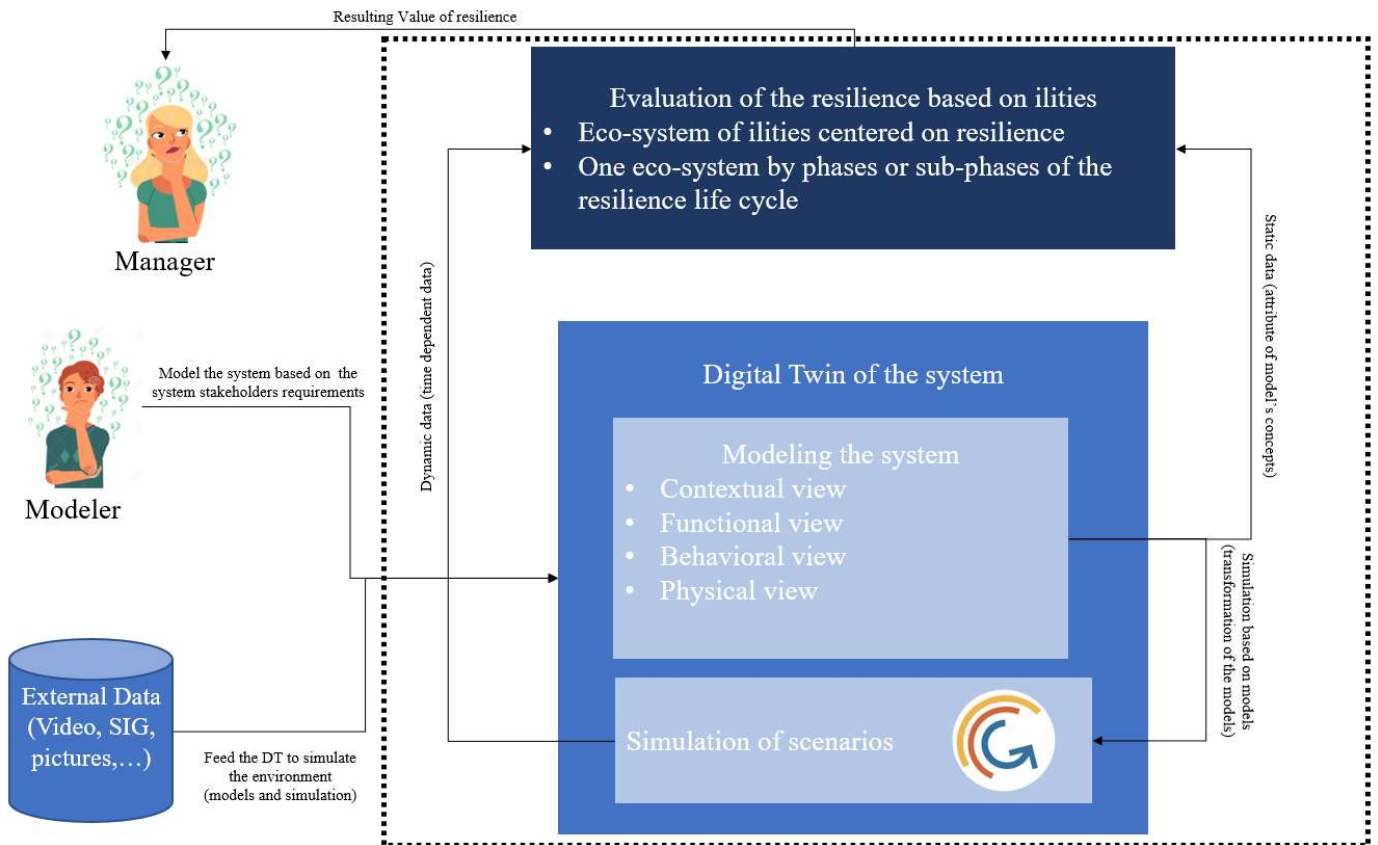 Resulting Value of resilience
Evaluation of the resilience based on ilities
• Eco-system of ilities centered on resilience
• One eco-system by phases or sub-phases of the
resilience life cycle
Manager
Model the system based on the
system stakeholders requirements
Modeler
Dynamic data (time dependent data)
Static data (attribute of model's
concepts)
Digital Twin of the system
Modeling the system
• Contextual view
• Functional view
• Behavioral view
• Physical view
Simulation based on models
(transformation of the models)
External Data
(Video, SIG,
pictures,…)
Feed the DT to simulate
the environment
(models and simulation)
Simulation of scenarios